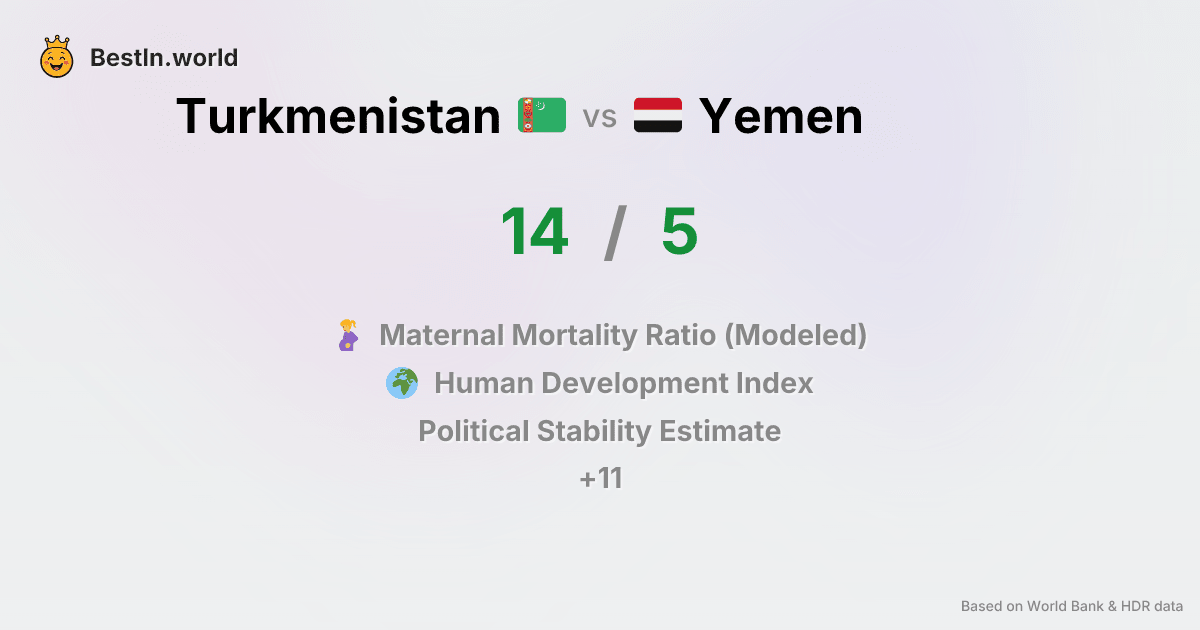 BestIn.world
Turkmenistan vs Yemen
14 / 5
Maternal Mortality Ratio (Modeled)
Human Development Index
Political Stability Estimate
+11
Based on World Bank & HDR data